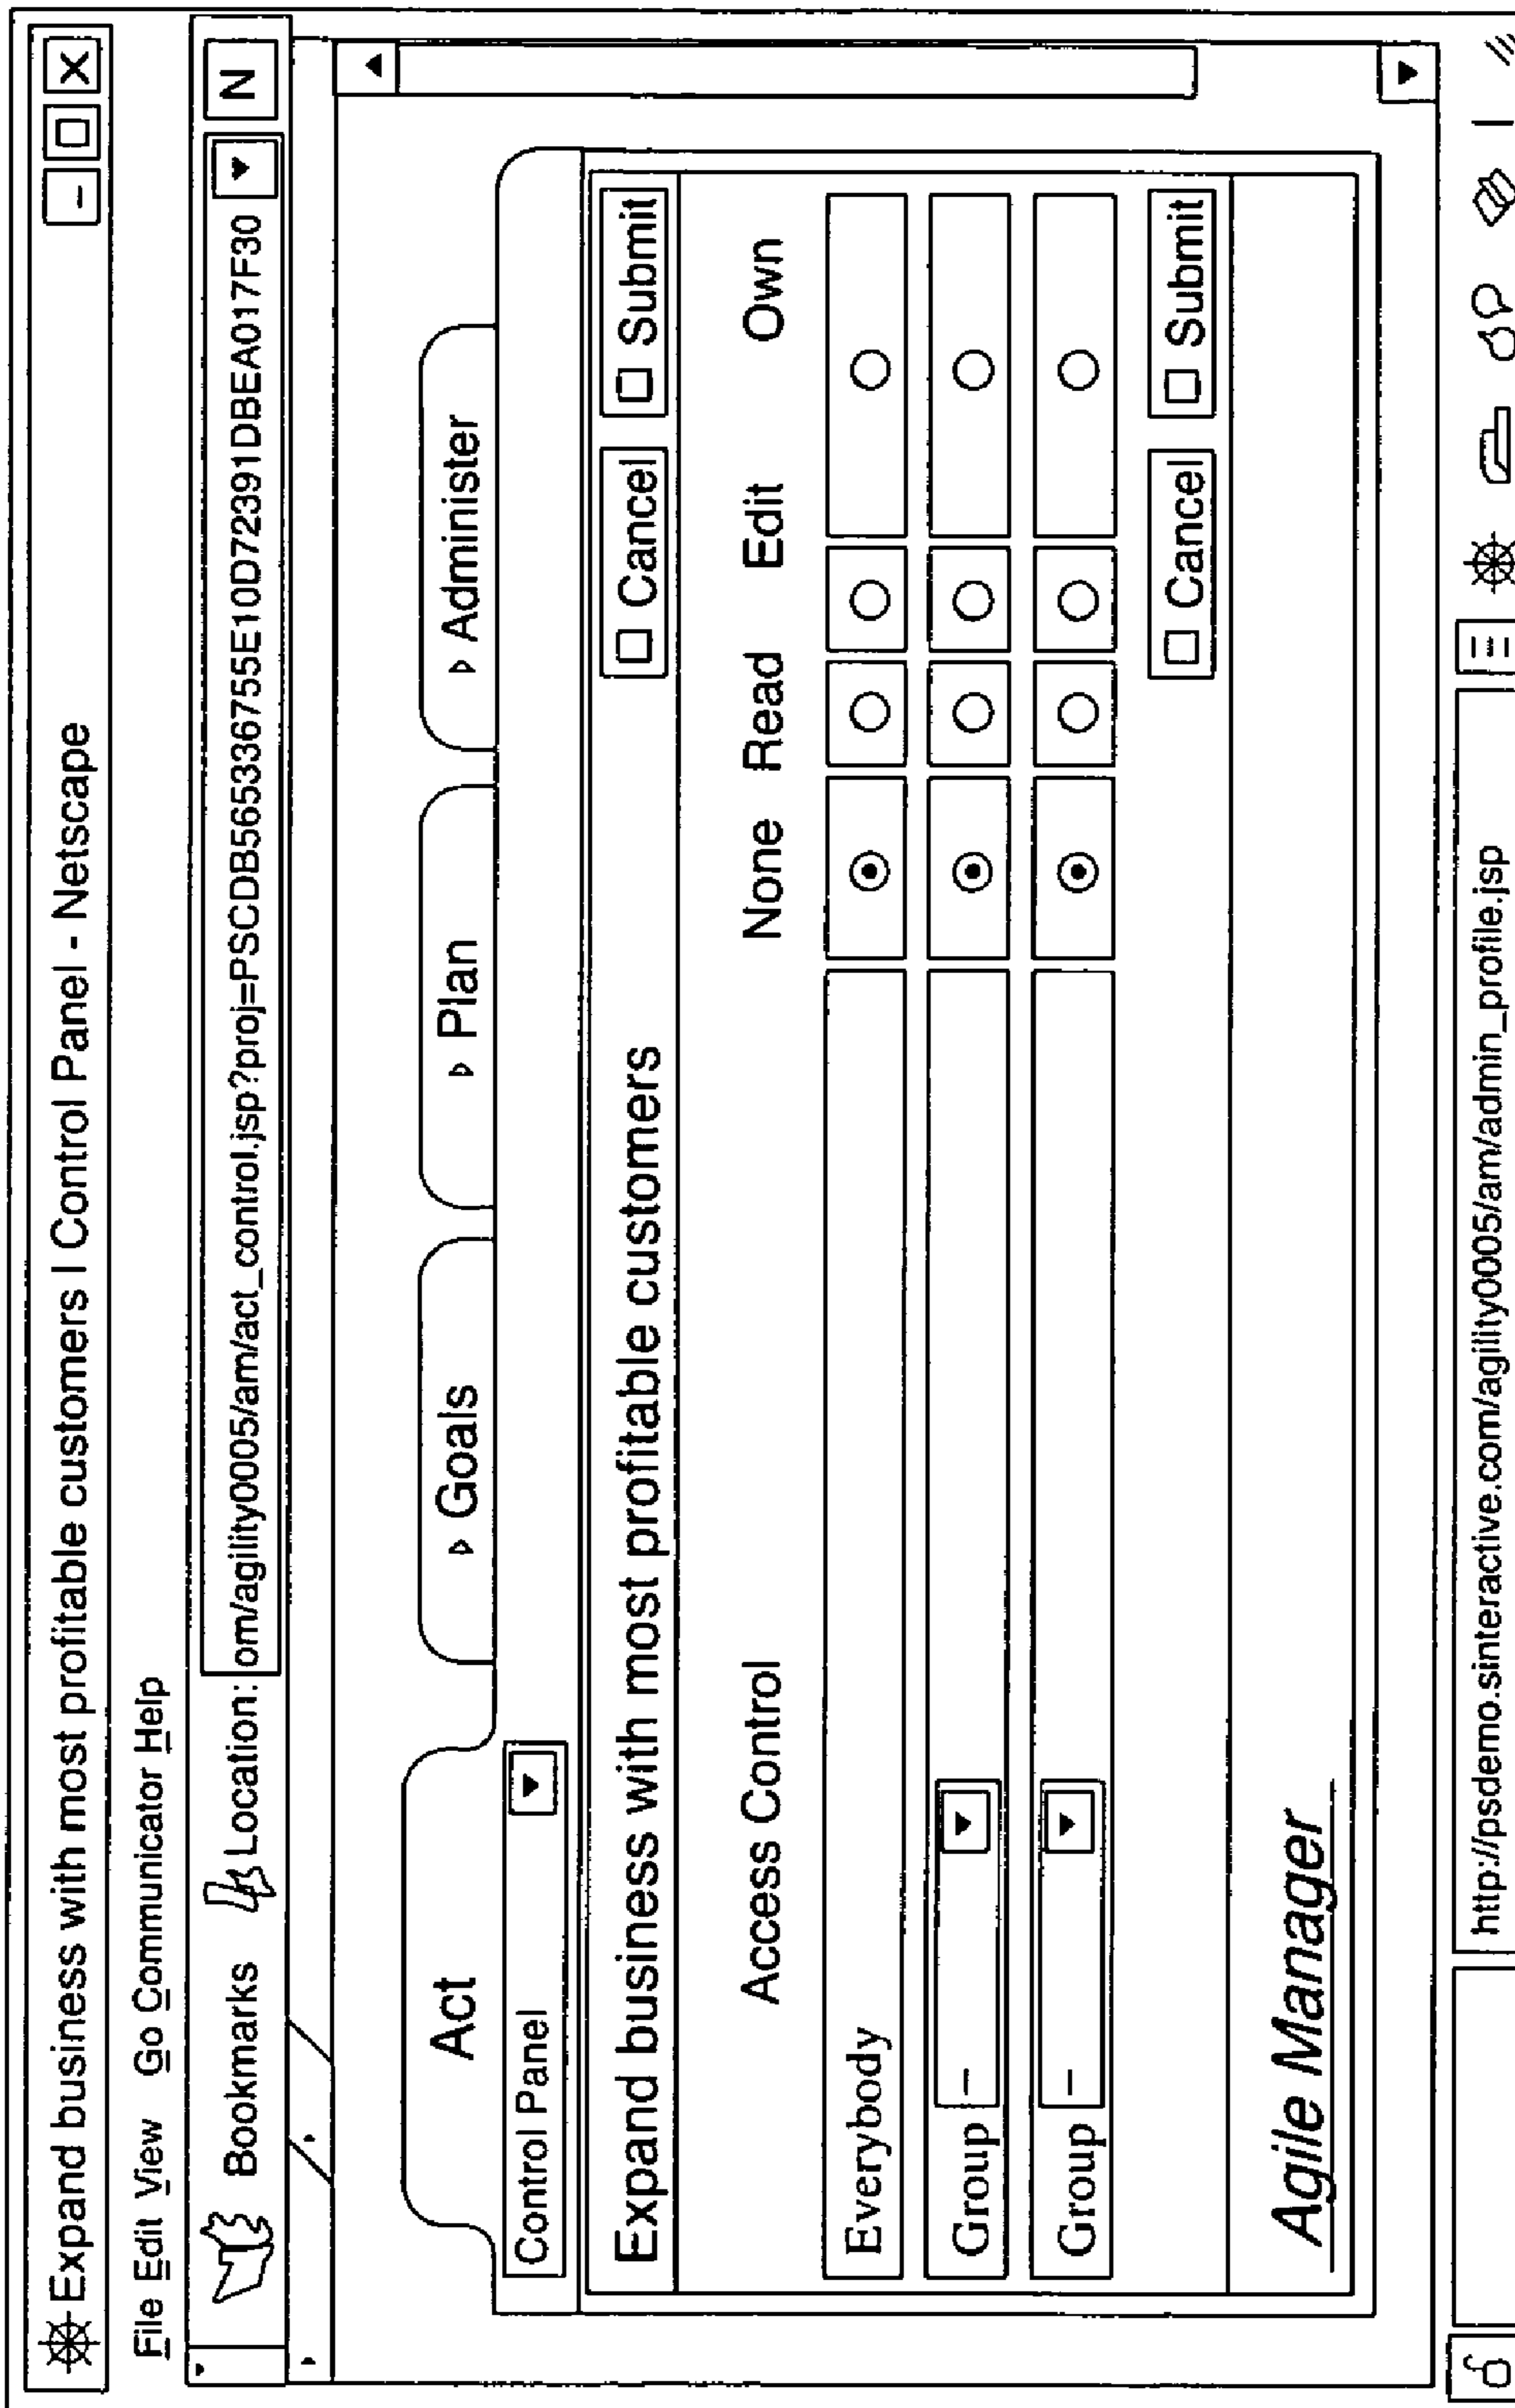 Expand business with most profitable customers | Control Panel - Netscape
File Edit View Go Communicator Help
Bookmarks Location: om/agility0005/am/act_control.jsp?proj=PSCDB565336755E10D72391DBEA017F30 N
Act Goals Plan Administer
Control Panel
Expand business with most profitable customers Cancel Submit
Access Control None Read Edit Own
Everybody
Group –
Group –
Cancel Submit
Agile Manager
http://psdemo.sinteractive.com/agility0005/am/admin_profile.jsp